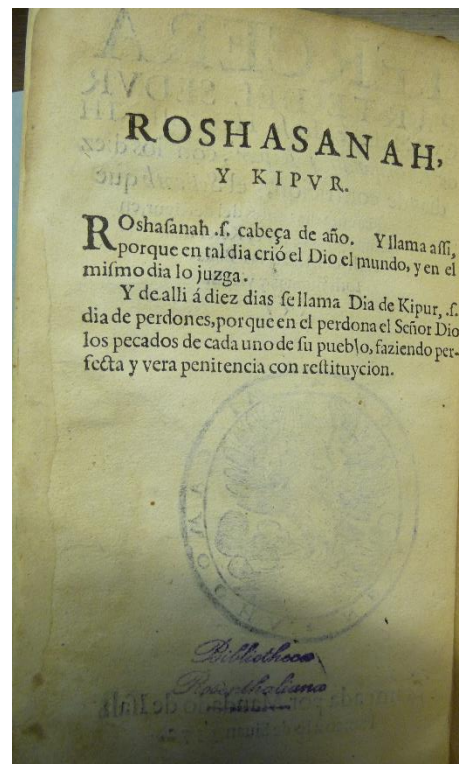 ROSHASANAH,
Y KIPVR.
ROshaſanah .ſ. cabeça de año. Y llama aſſi,
porque en tal dia crió el Dio el mundo, y en el
miſmo dia lo juzga.
Y de alli á diez dias ſe llama Dia de Kipur, .ſ.
dia de perdones, porque en el perdona el Señor Dio
los pecados de cada uno de ſu pueblo, faziendo per-
fecta y vera penitencia con reſtituycion.
Bibliotheca
Rosenthaliana